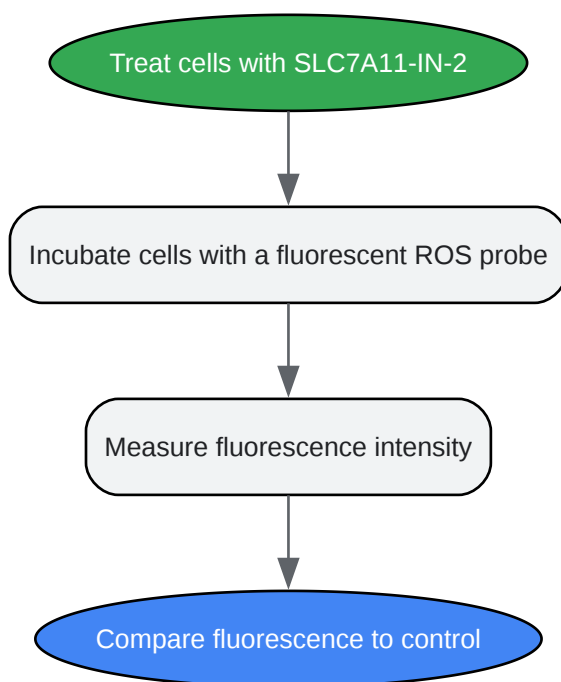 Treat cells with SLC7A11-IN-2
Incubate cells with a fluorescent ROS probe
Measure fluorescence intensity
Compare fluorescence to control